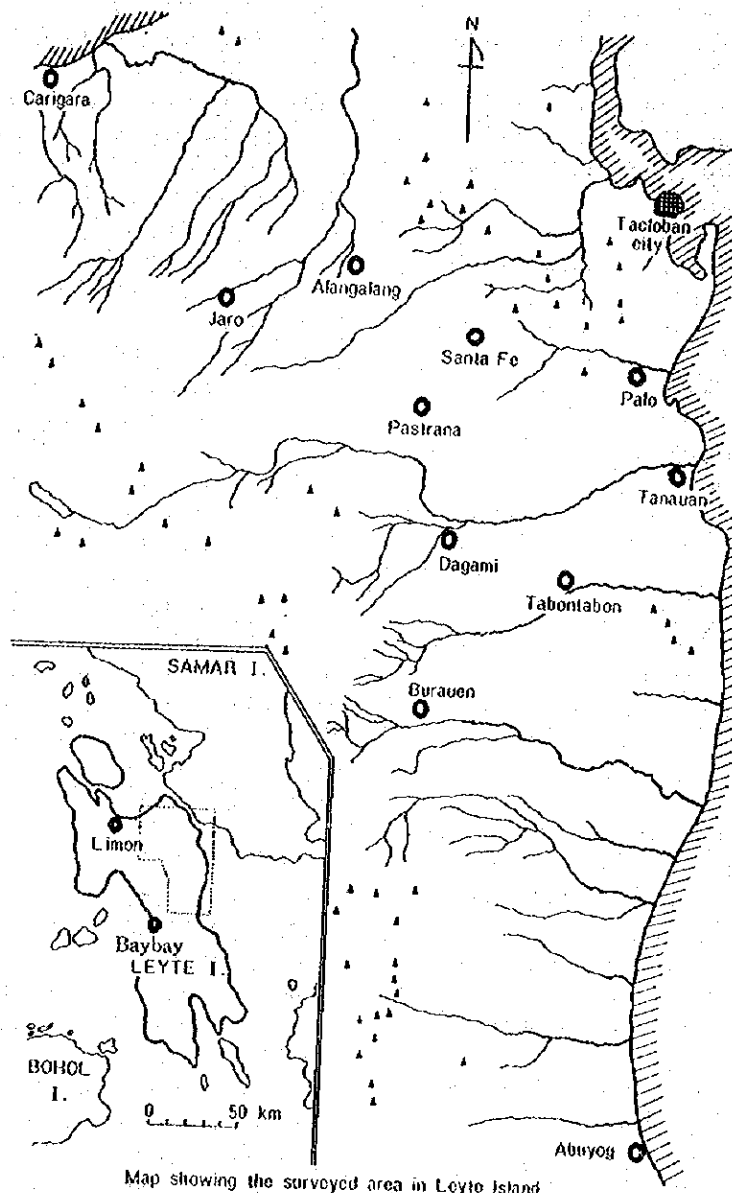 N
Carigara
Tacloban
city
Alangalang
Jaro
Santa Fe
Palo
Pastrana
Tanauan
Dagami
Tabontabon
SAMAR I.
Burauen
Limon
Baybay
LEYTE I.
BOHOL
I.
0 50 km
Abuyog
Map showing the surveyed area in Leyte Island